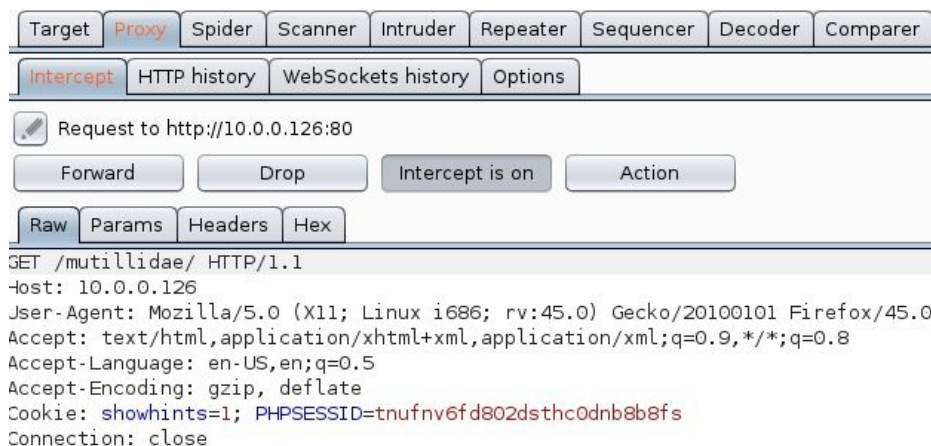 Target Proxy Spider Scanner Intruder Repeater Sequencer Decoder Comparer
Intercept HTTP history WebSockets history Options
Request to http://10.0.0.126:80
Forward Drop Intercept is on Action
Raw Params Headers Hex
GET /mutillidae/ HTTP/1.1
Host: 10.0.0.126
User-Agent: Mozilla/5.0 (X11; Linux i686; rv:45.0) Gecko/20100101 Firefox/45.0
Accept: text/html,application/xhtml+xml,application/xml;q=0.9,*/*;q=0.8
Accept-Language: en-US,en;q=0.5
Accept-Encoding: gzip, deflate
Cookie: showhints=1; PHPSESSID=tnufnv6fd802dsthc0dnb8b8fs
Connection: close